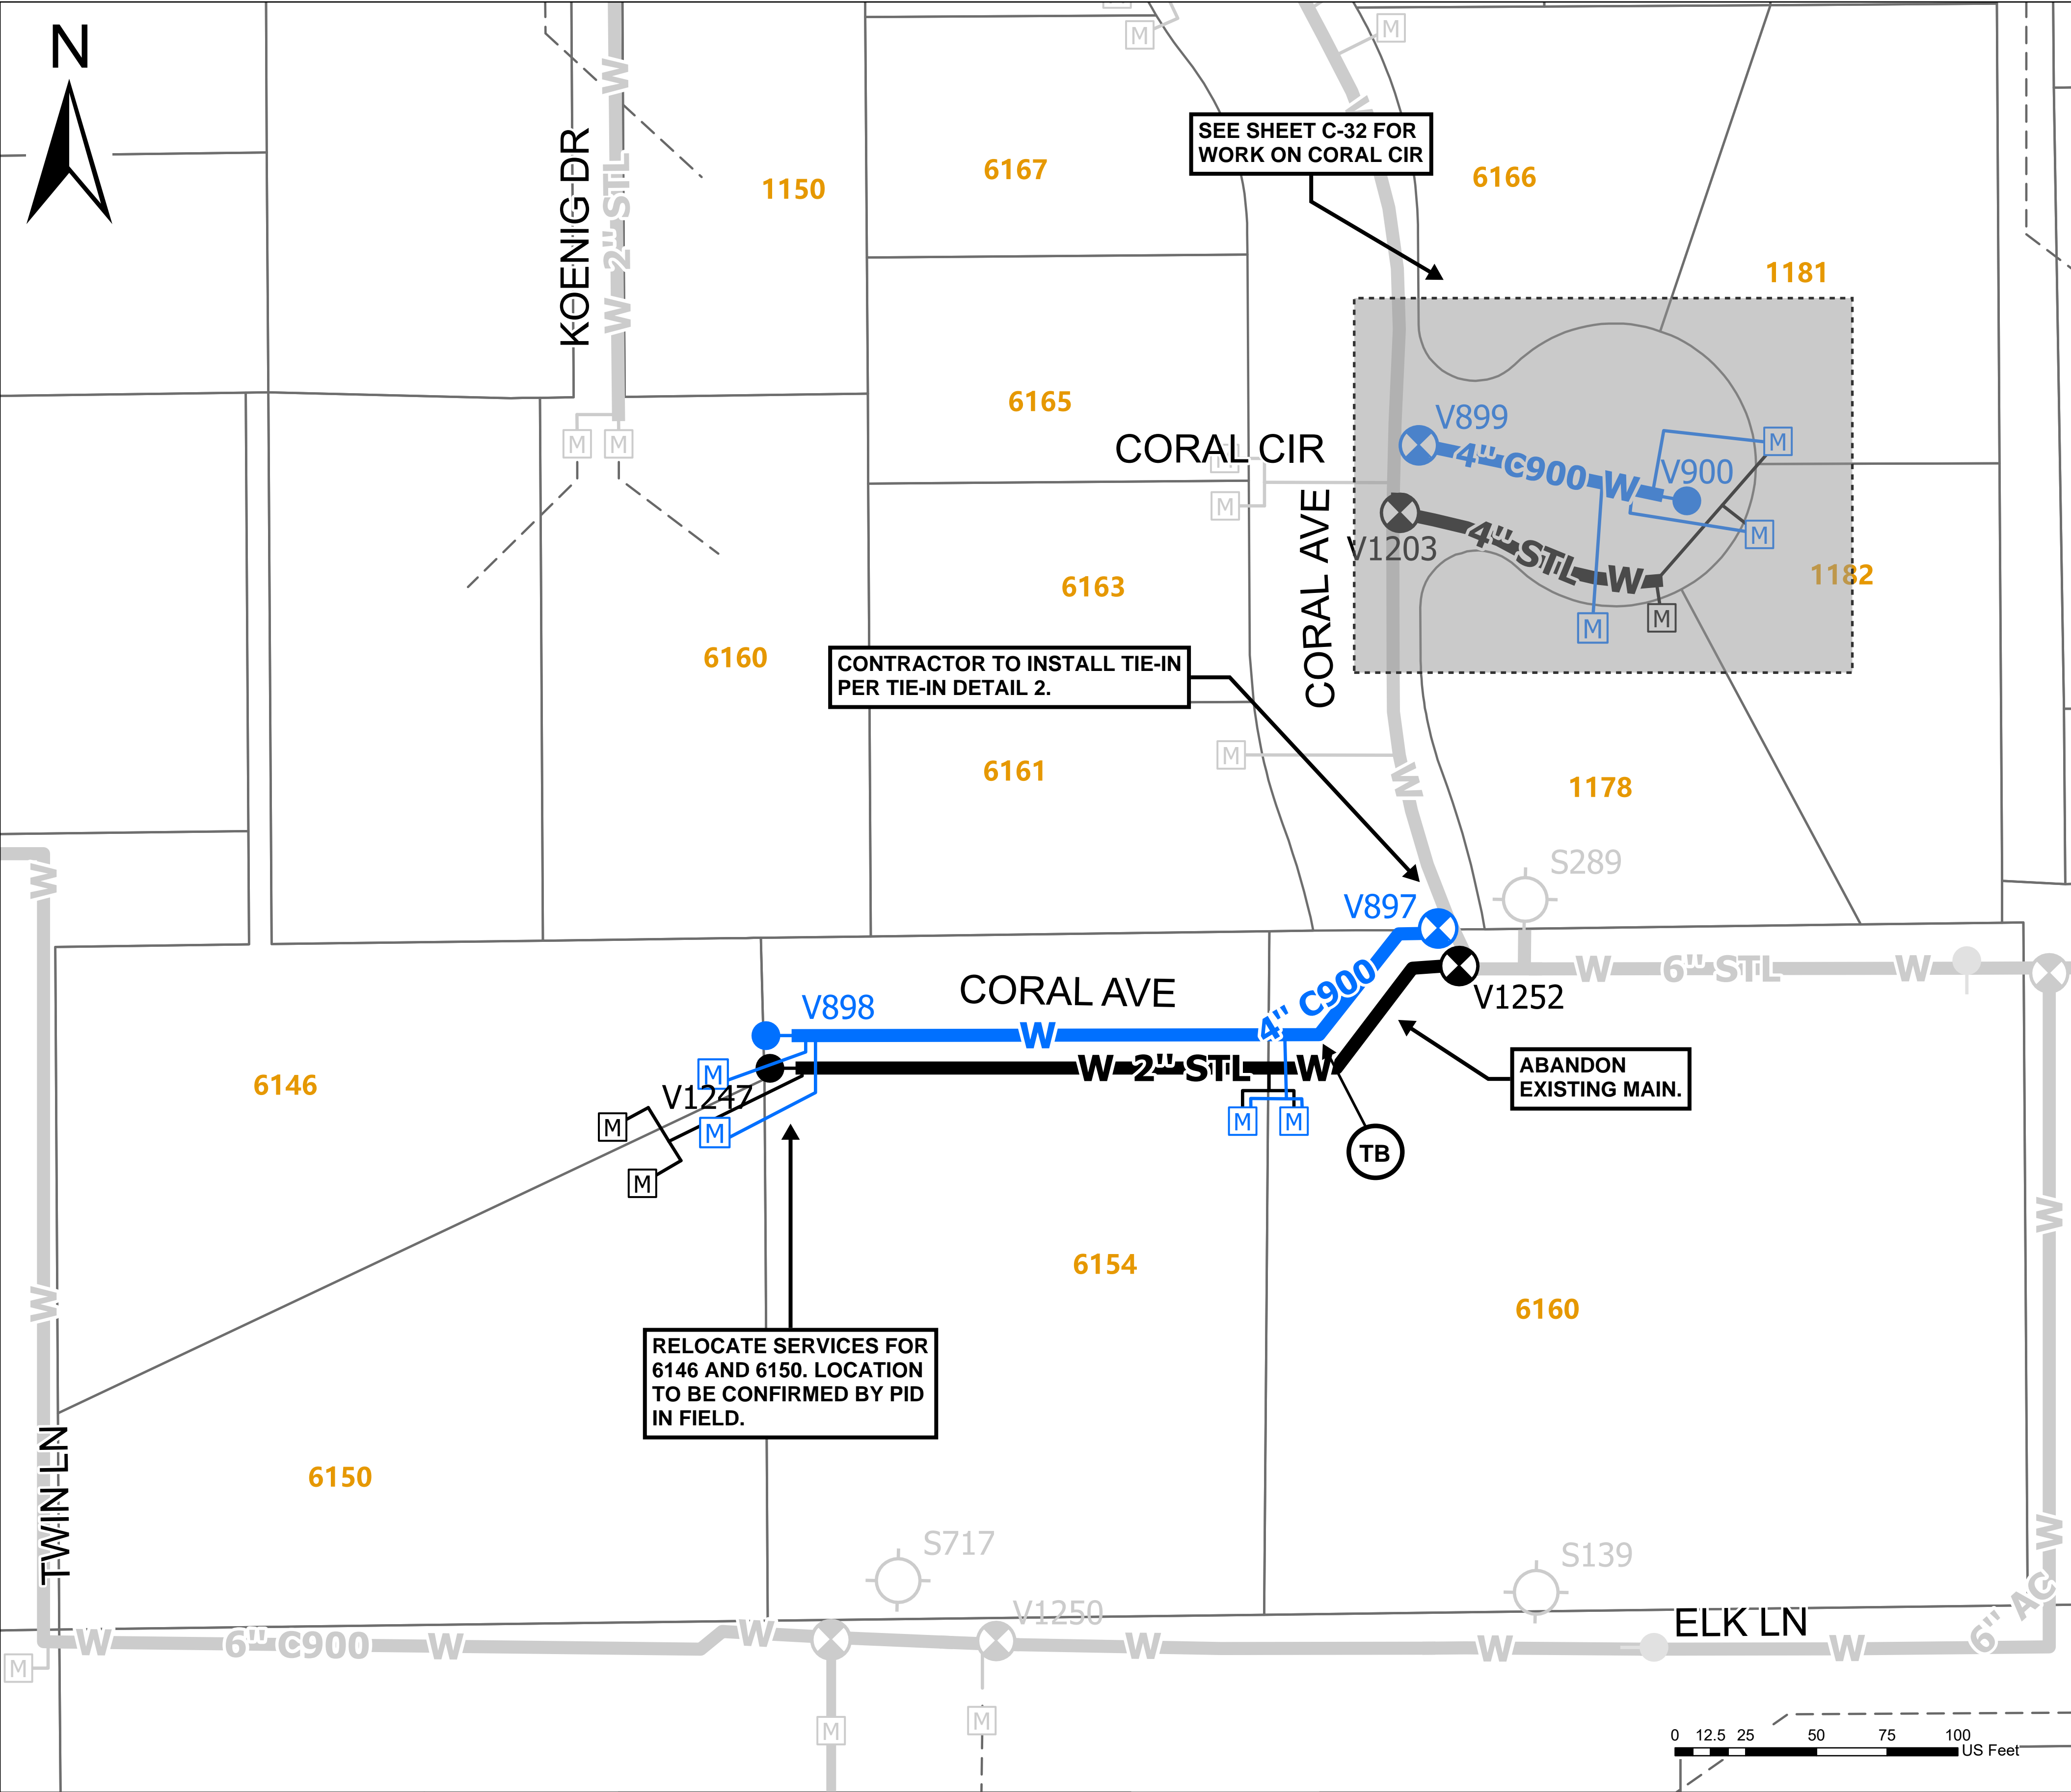 N
M
M
W
W
SEE SHEET C-32 FOR
WORK ON CORAL CIR
KOENIG DR
W 2" STL W
1150
6167
6166
1181
6165
M
M
CORAL CIR
M
M
V899
4" C900 W
V900
M
M
V1203
4" STL W
M
M
1182
CORAL AVE
6163
6160
CONTRACTOR TO INSTALL TIE-IN
PER TIE-IN DETAIL 2.
6161
M
W
1178
W
S289
V897
CORAL AVE
4" C900
W 6" STL W
V1252
V898
W
W 2" STL W
M
V1247
M
M
M
M
M
ABANDON
EXISTING MAIN.
TB
6146
W
W
6154
6160
RELOCATE SERVICES FOR
6146 AND 6150. LOCATION
TO BE CONFIRMED BY PID
IN FIELD.
6150
TWIN LN
S717
S139
V1250
W
6" AC
ELK LN
W 6" C900 W W W W W
M
M
M
0 12.5 25 50 75 100
US Feet